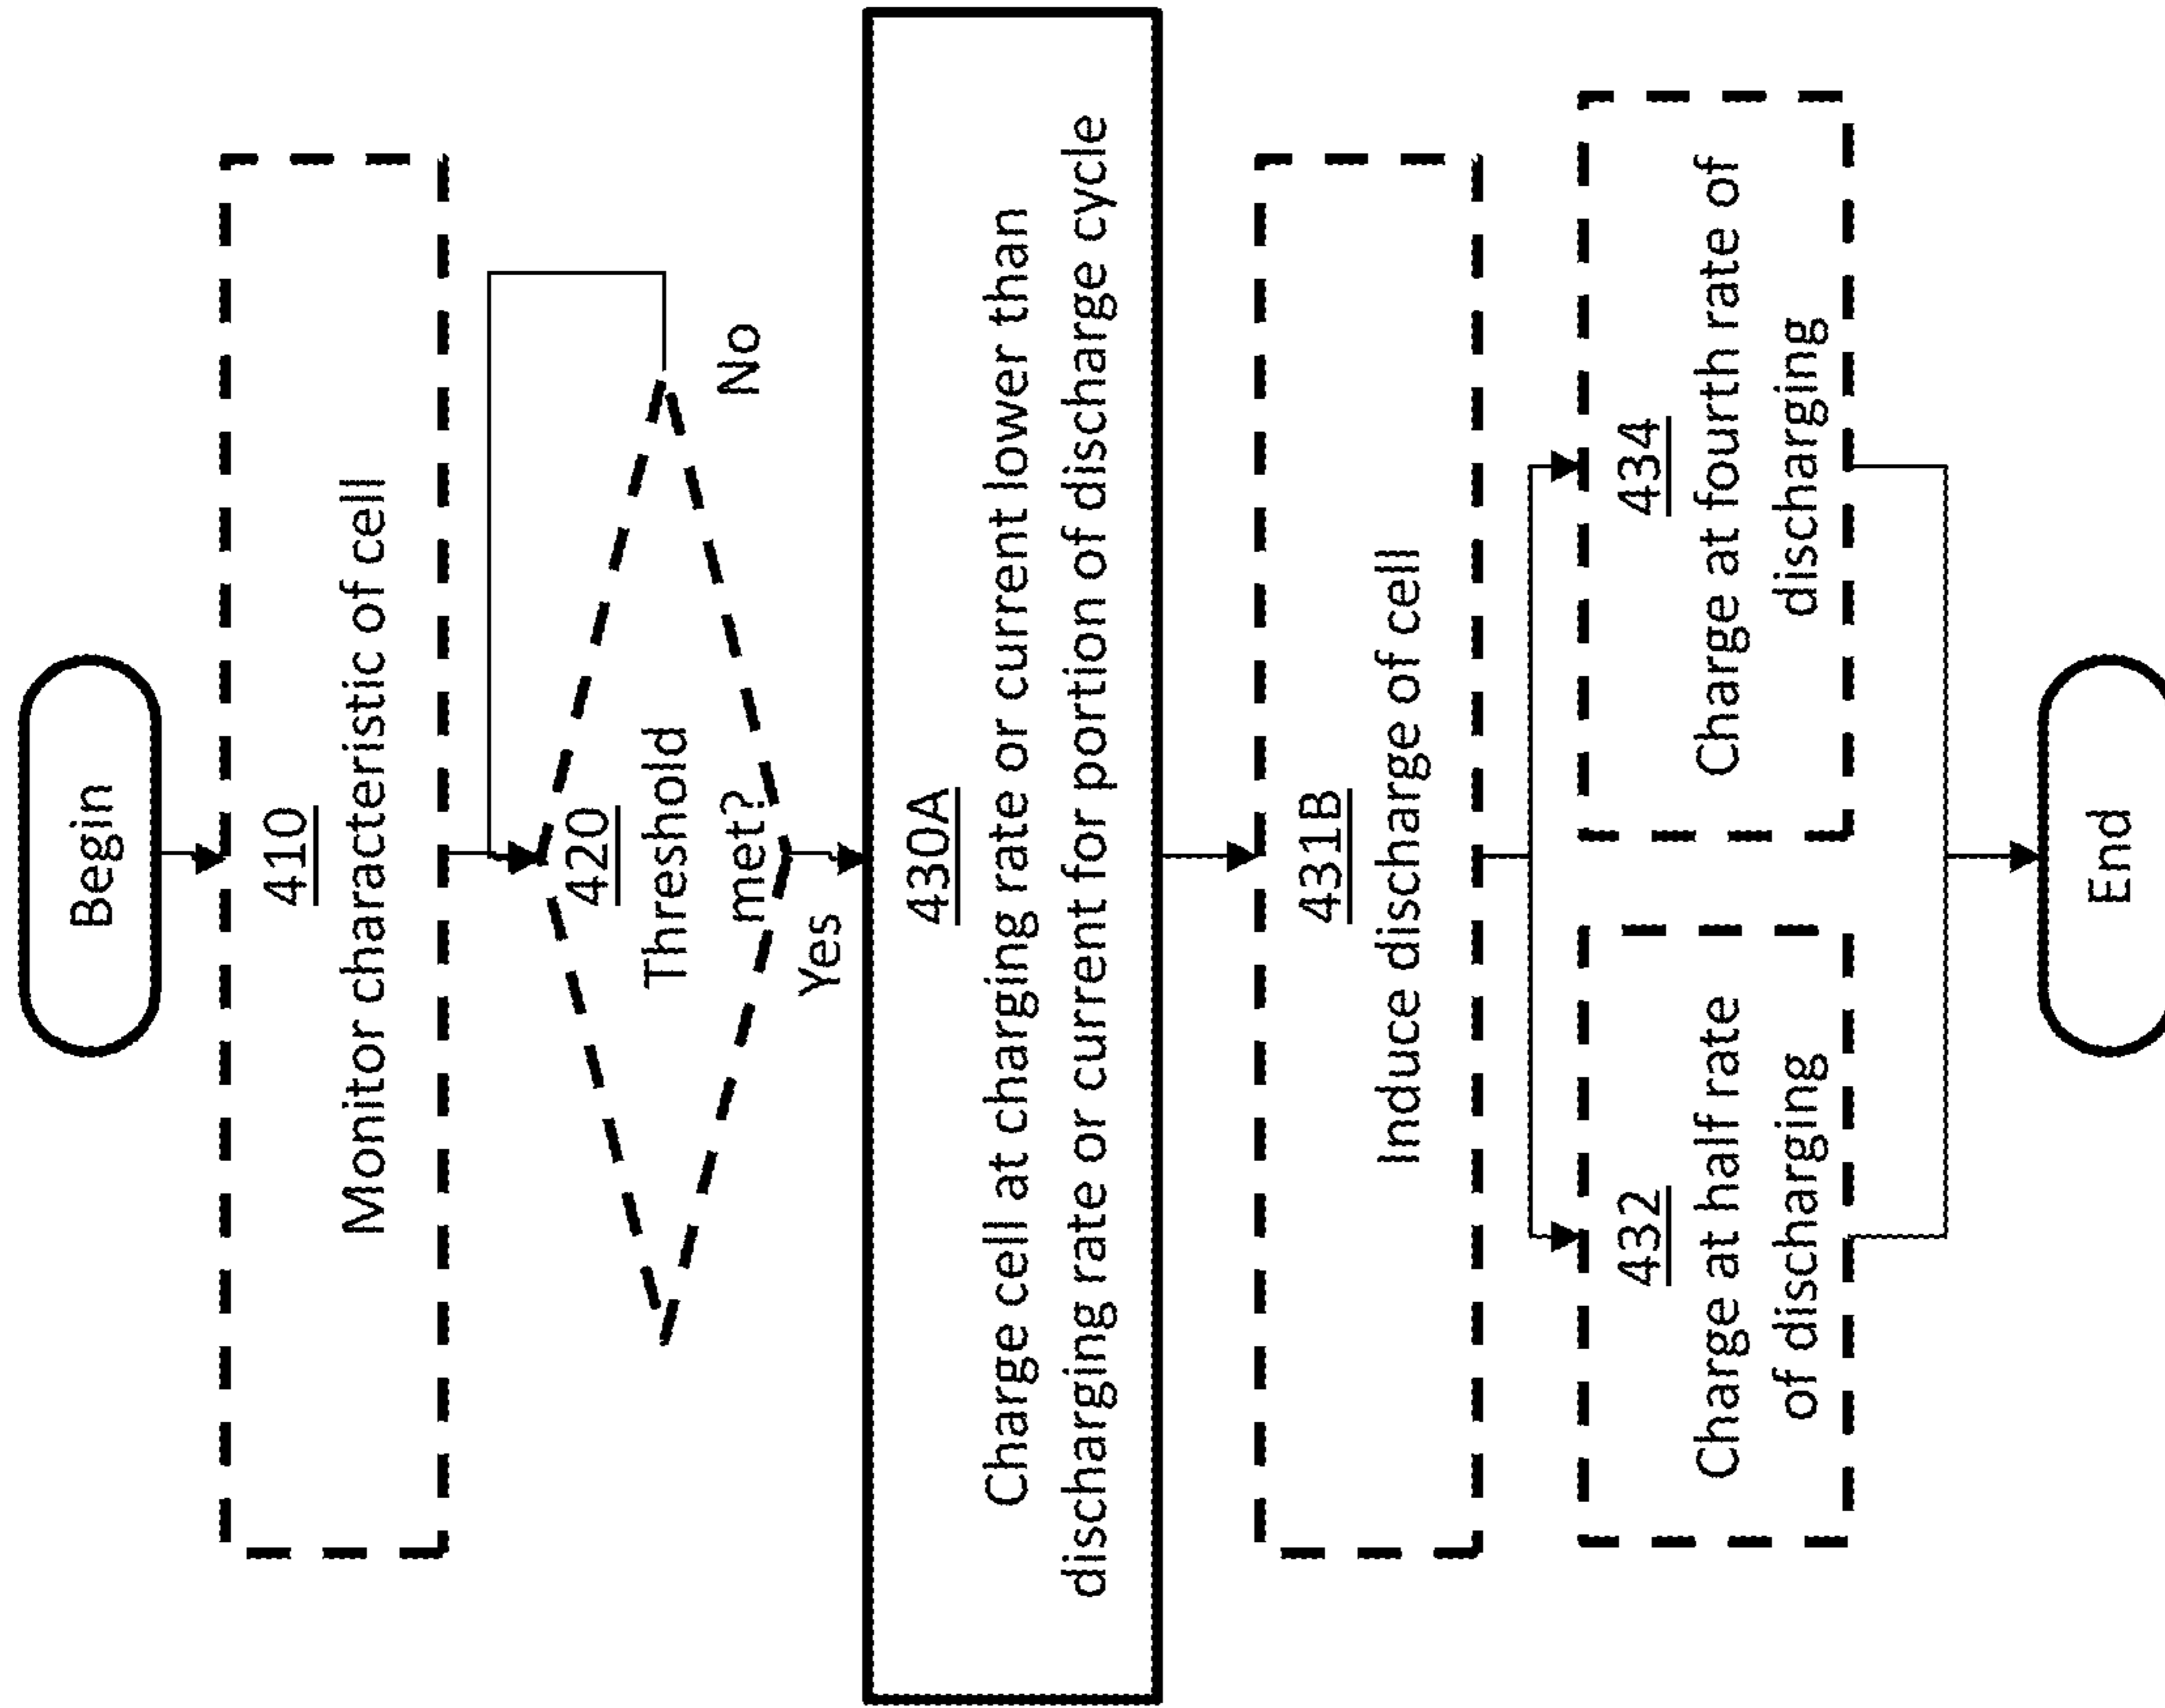 Begin
410
Monitor characteristic of cell
420
Threshold
met?
No
Yes
430A
Charge cell at charging rate or current lower than
discharging rate or current for portion of discharge cycle
431B
Induce discharge of cell
432
Charge at half rate
of discharging
434
Charge at fourth rate of
discharging
End